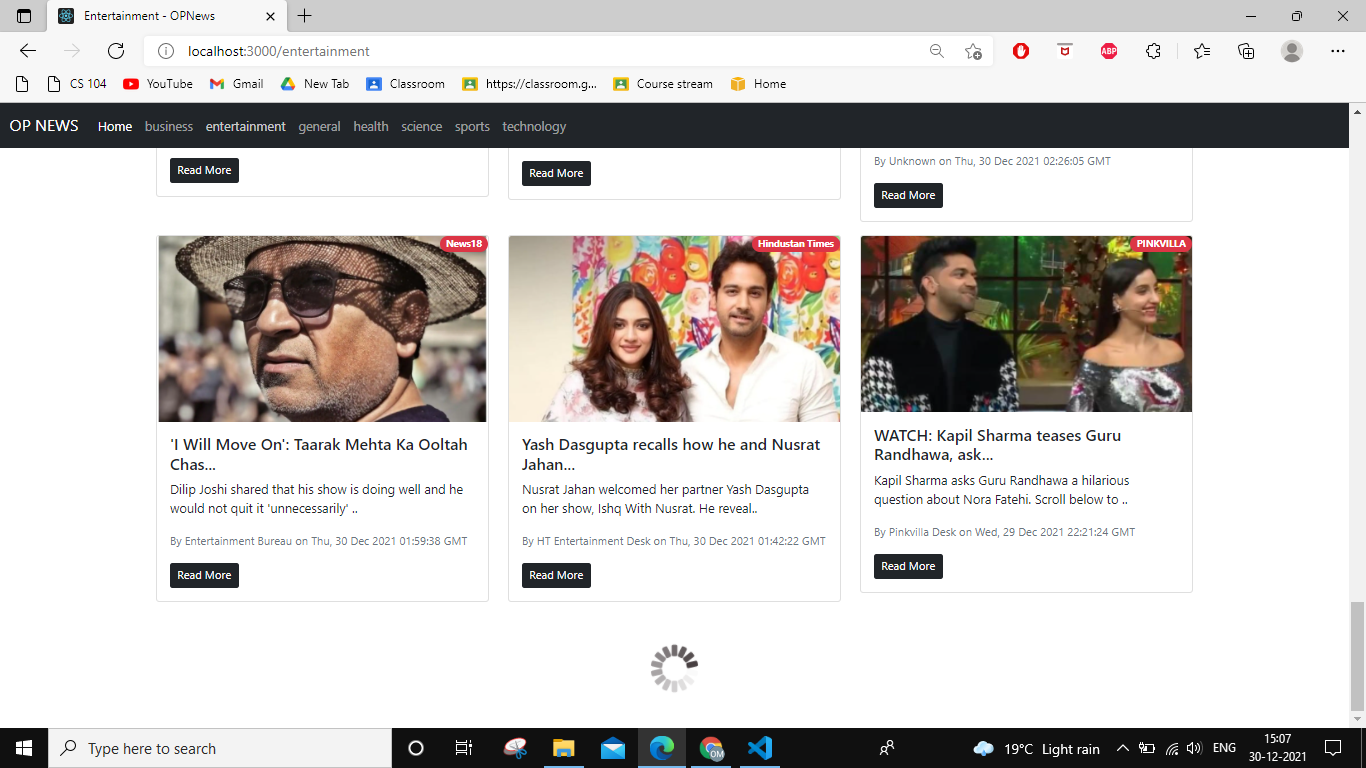 Entertainment - OPNews
localhost:3000/entertainment
ABP
CS 104 YouTube Gmail New Tab Classroom https://classroom.g... Course stream Home
OP NEWS Home business entertainment general health science sports technology
Read More
Read More
By Unknown on Thu, 30 Dec 2021 02:26:05 GMT
Read More
News18
'I Will Move On': Taarak Mehta Ka Ooltah
Chas...
Dilip Joshi shared that his show is doing well and he
would not quit it 'unnecessarily' ..
By Entertainment Bureau on Thu, 30 Dec 2021 01:59:38 GMT
Read More
Hindustan Times
Yash Dasgupta recalls how he and Nusrat
Jahan...
Nusrat Jahan welcomed her partner Yash Dasgupta
on her show, Ishq With Nusrat. He reveal..
By HT Entertainment Desk on Thu, 30 Dec 2021 01:42:22 GMT
Read More
PINKVILLA
WATCH: Kapil Sharma teases Guru
Randhawa, ask...
Kapil Sharma asks Guru Randhawa a hilarious
question about Nora Fatehi. Scroll below to ..
By Pinkvilla Desk on Wed, 29 Dec 2021 22:21:24 GMT
Read More
Type here to search
OM
19°C Light rain
ENG
15:07
30-12-2021